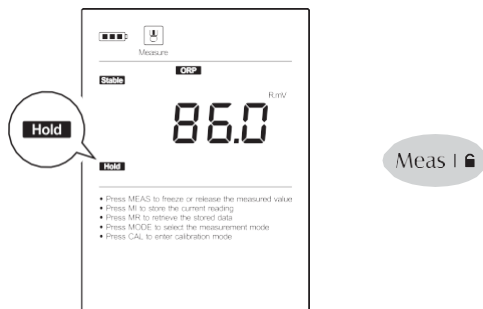 Measure
Stable
ORP
R.mV
86.0
Hold
Hold
• Press MEAS to freeze or release the measured value
• Press MI to store the current reading
• Press MR to retrieve the stored data
• Press MODE to select the measurement mode
• Press CAL to enter calibration mode
Meas |